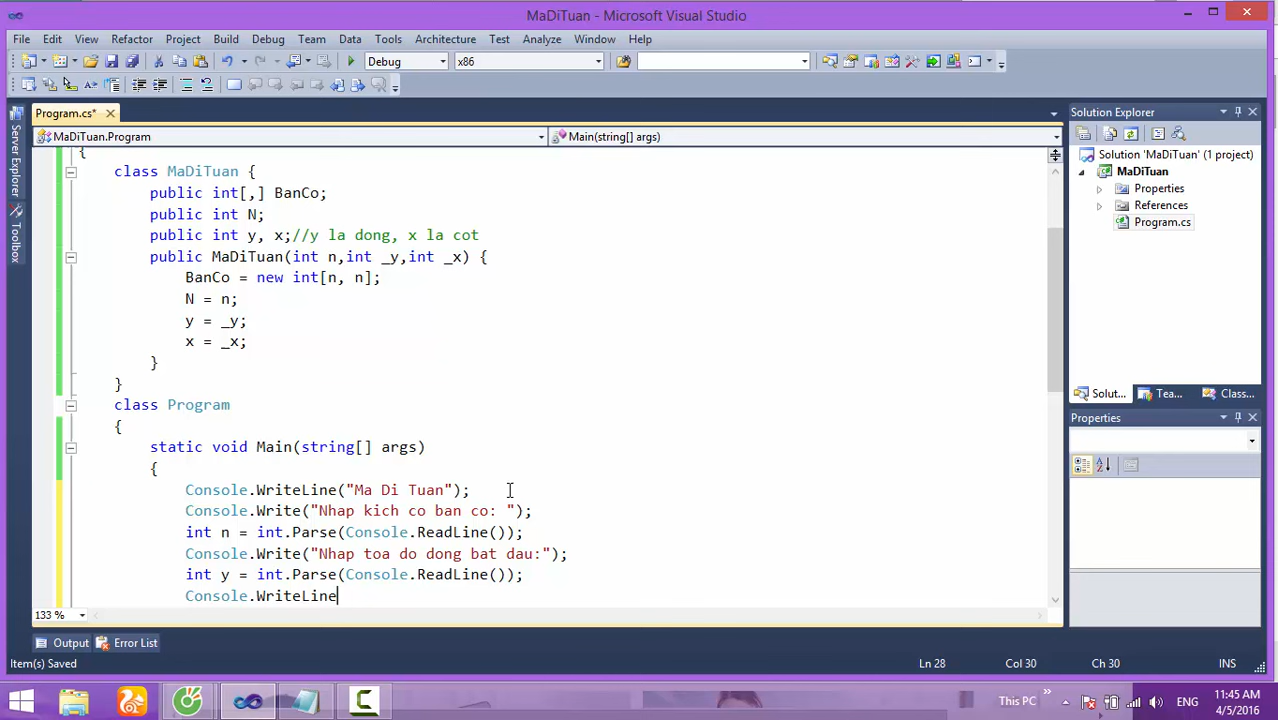 MaDiTuan - Microsoft Visual Studio
File Edit View Refactor Project Build Debug Team Data Tools Architecture Test Analyze Window Help
Debug x86
Program.cs*
MaDiTuan.Program Main(string[] args)
Server Explorer
Toolbox
{
class MaDiTuan {
public int[,] BanCo;
public int N;
public int y, x;//y la dong, x la cot
public MaDiTuan(int n,int _y,int _x) {
BanCo = new int[n, n];
N = n;
y = _y;
x = _x;
}
}
class Program
{
static void Main(string[] args)
{
Console.WriteLine("Ma Di Tuan");
Console.Write("Nhap kich co ban co: ");
int n = int.Parse(Console.ReadLine());
Console.Write("Nhap toa do dong bat dau:");
int y = int.Parse(Console.ReadLine());
Console.WriteLine
133 %
Solution Explorer
Solution 'MaDiTuan' (1 project)
MaDiTuan
Properties
References
Program.cs
Solut... Tea... Class...
Properties
Output Error List
Item(s) Saved Ln 28 Col 30 Ch 30 INS
This PC ENG 11:45 AM
4/5/2016